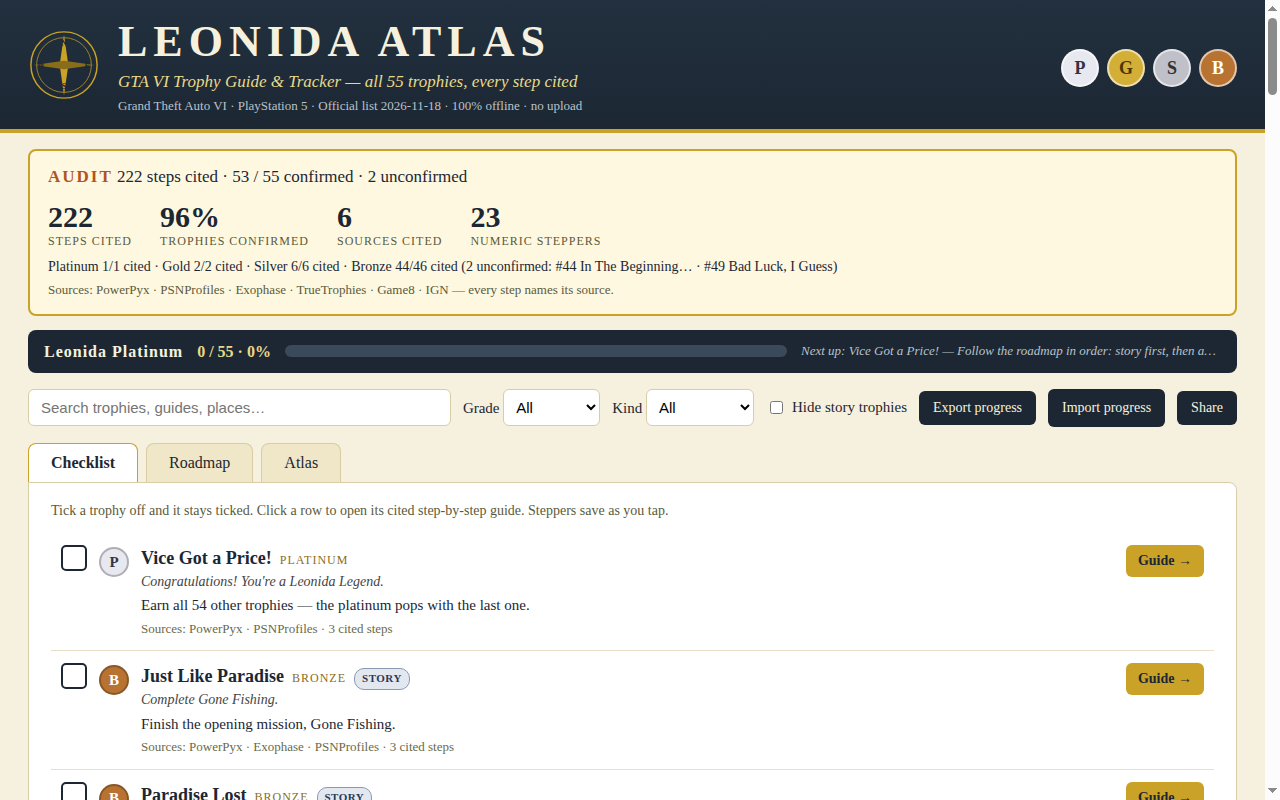 LEONIDA ATLAS
GTA VI Trophy Guide & Tracker — all 55 trophies, every step cited
Grand Theft Auto VI · PlayStation 5 · Official list 2026-11-18 · 100% offline · no upload
P G S B
AUDIT 222 steps cited · 53 / 55 confirmed · 2 unconfirmed
222 96% 6 23
STEPS CITED TROPHIES CONFIRMED SOURCES CITED NUMERIC STEPPERS
Platinum 1/1 cited · Gold 2/2 cited · Silver 6/6 cited · Bronze 44/46 cited (2 unconfirmed: #44 In The Beginning… · #49 Bad Luck, I Guess)
Sources: PowerPyx · PSNProfiles · Exophase · TrueTrophies · Game8 · IGN — every step names its source.
Leonida Platinum 0 / 55 · 0% Next up: Vice Got a Price! — Follow the roadmap in order: story first, then a…
Search trophies, guides, places… Grade All Kind All Hide story trophies Export progress Import progress Share
Checklist Roadmap Atlas
Tick a trophy off and it stays ticked. Click a row to open its cited step-by-step guide. Steppers save as you tap.
P Vice Got a Price! PLATINUM Guide →
Congratulations! You're a Leonida Legend.
Earn all 54 other trophies — the platinum pops with the last one.
Sources: PowerPyx · PSNProfiles · 3 cited steps
B Just Like Paradise BRONZE STORY Guide →
Complete Gone Fishing.
Finish the opening mission, Gone Fishing.
Sources: PowerPyx · Exophase · PSNProfiles · 3 cited steps
B Paradise Lost BRONZE STORY Guide →